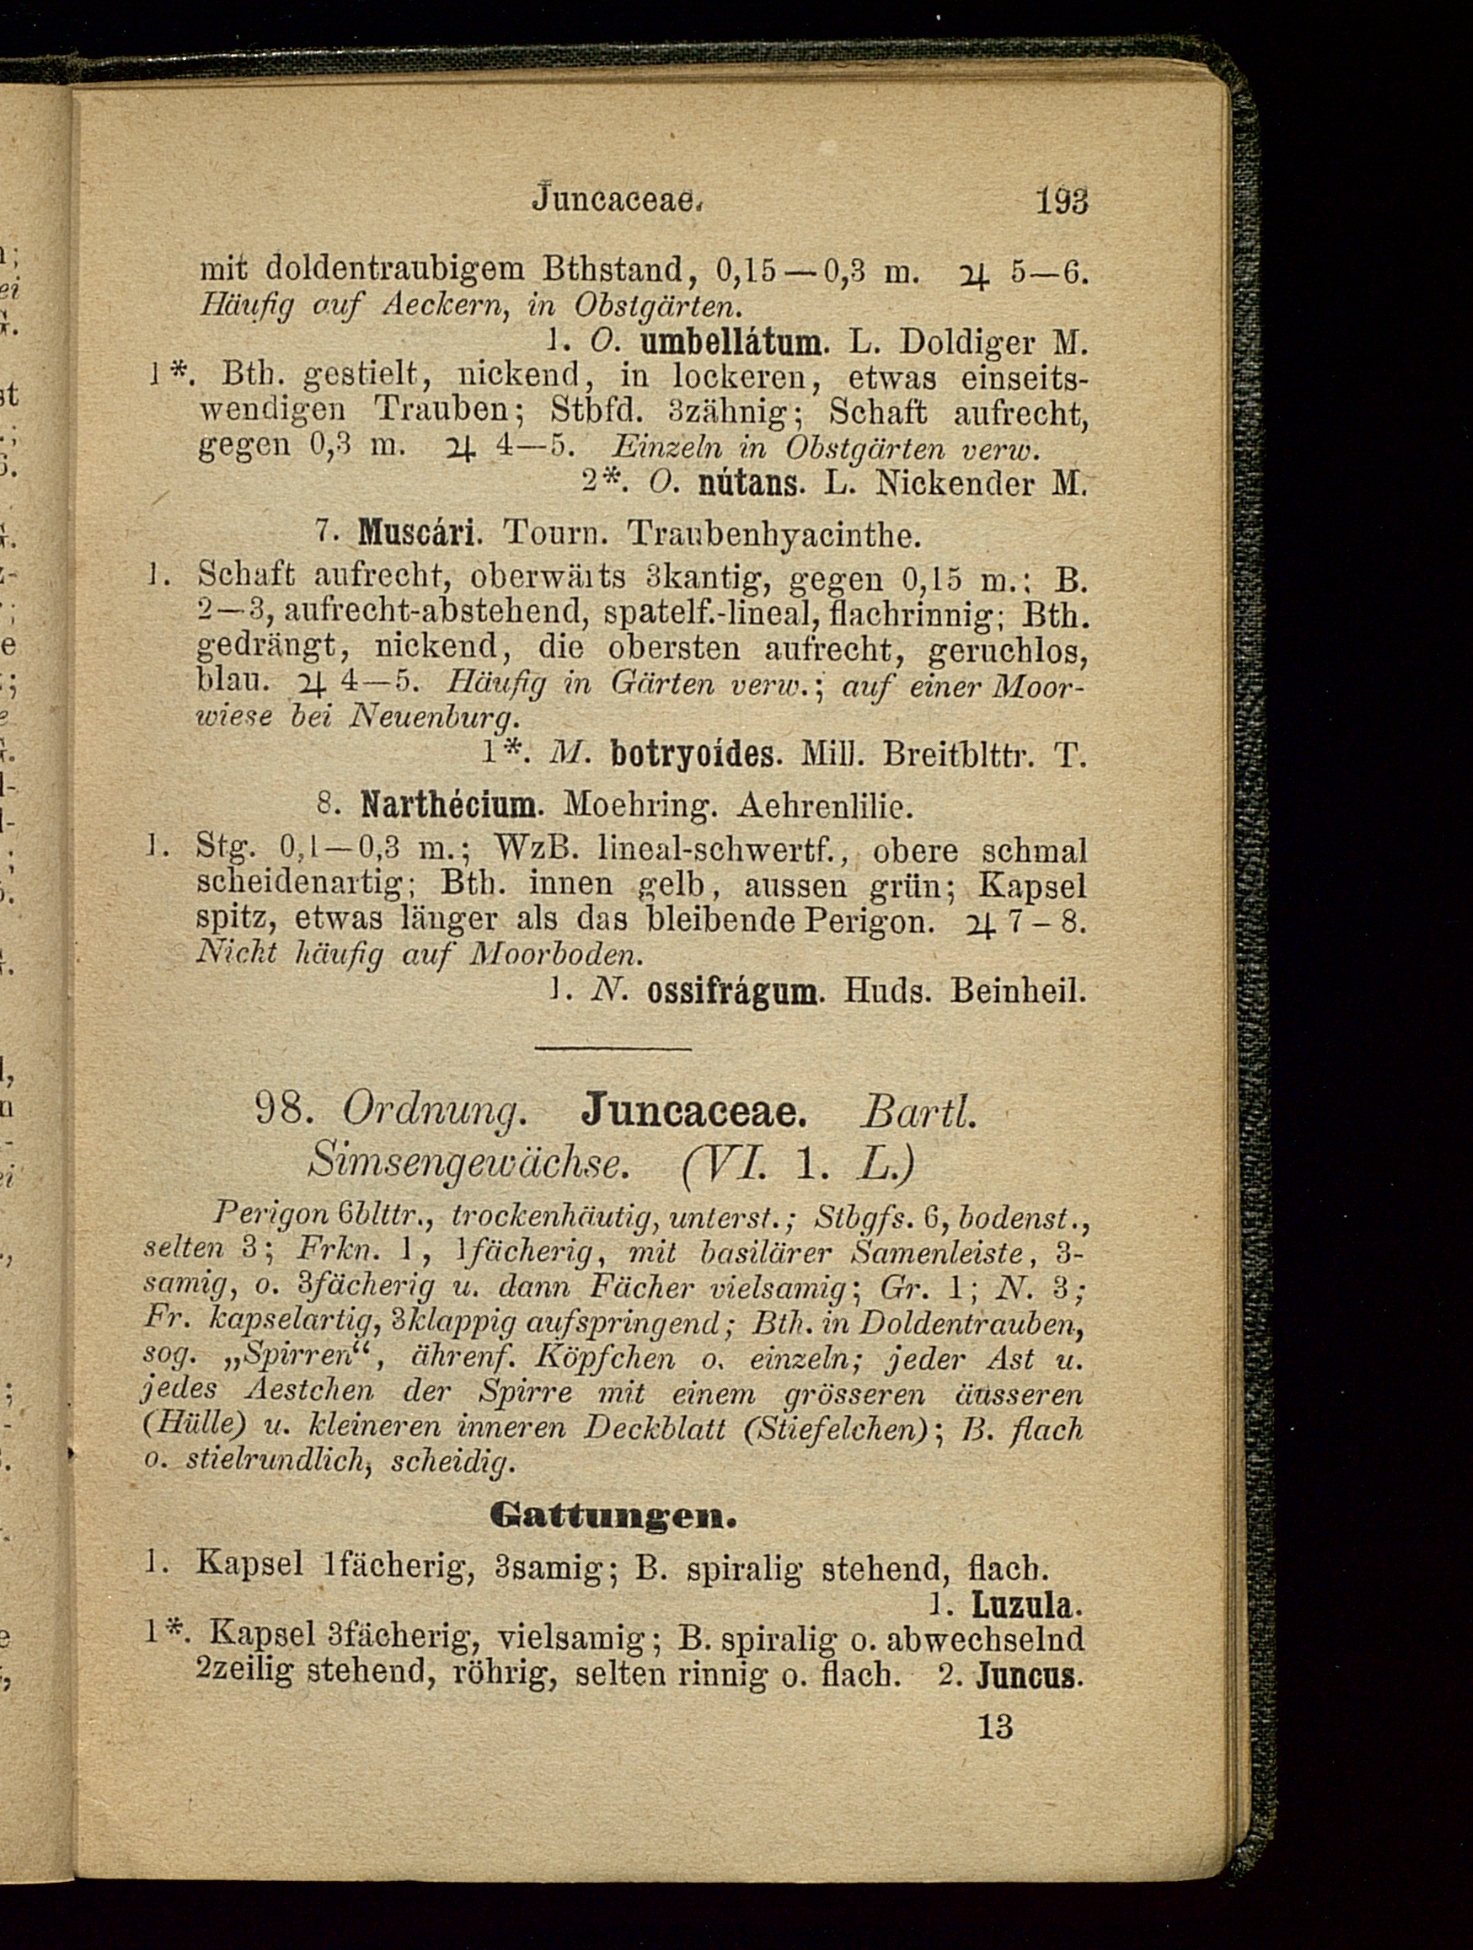 Juncaceae. 193
mit doldentraubigem Bthstand, 0,15—0,3 m. ♃ 5—6.
Häufig auf Aeckern, in Obstgärten.
1. O. umbellátum. L. Doldiger M.
1*. Bth. gestielt, nickend, in lockeren, etwas einseits-
wendigen Trauben; Stbfd. 3zähnig; Schaft aufrecht,
gegen 0,3 m. ♃ 4—5. Einzeln in Obstgärten verw.
2*. O. nútans. L. Nickender M.
7. Muscári. Tourn. Traubenhyacinthe.
1. Schaft aufrecht, oberwärts 3kantig, gegen 0,15 m.; B.
2—3, aufrecht-abstehend, spatelf.-lineal, flachrinnig; Bth.
gedrängt, nickend, die obersten aufrecht, geruchlos,
blau. ♃ 4—5. Häufig in Gärten verw.; auf einer Moor-
wiese bei Neuenburg.
1*. M. botryoídes. Mill. Breitblttr. T.
8. Narthécium. Moehring. Aehrenlilie.
1. Stg. 0,1—0,3 m.; WzB. lineal-schwertf., obere schmal
scheidenartig; Bth. innen gelb, aussen grün; Kapsel
spitz, etwas länger als das bleibende Perigon. ♃ 7–8.
Nicht häufig auf Moorboden.
1. N. ossifrágum. Huds. Beinheil.
98. Ordnung. Juncaceae. Bartl.
Simsengewächse. (VI. 1. L.)
Perigon 6blttr., trockenhäutig, unterst.; Stbgfs. 6, bodenst.,
selten 3; Frkn. 1, 1fächerig, mit basilärer Samenleiste, 3-
samig, o. 3fächerig u. dann Fächer vielsamig; Gr. 1; N. 3;
Fr. kapselartig, 3klappig aufspringend; Bth. in Doldentrauben,
sog. „Spirren“, ährenf. Köpfchen o. einzeln; jeder Ast u.
jedes Aestchen der Spirre mit einem grösseren äusseren
(Hülle) u. kleineren inneren Deckblatt (Stiefelchen); B. flach
o. stielrundlich, scheidig.
Gattungen.
1. Kapsel 1fächerig, 3samig; B. spiralig stehend, flach.
1. Luzula.
1*. Kapsel 3fächerig, vielsamig; B. spiralig o. abwechselnd
2zeilig stehend, röhrig, selten rinnig o. flach. 2. Juncus.
13